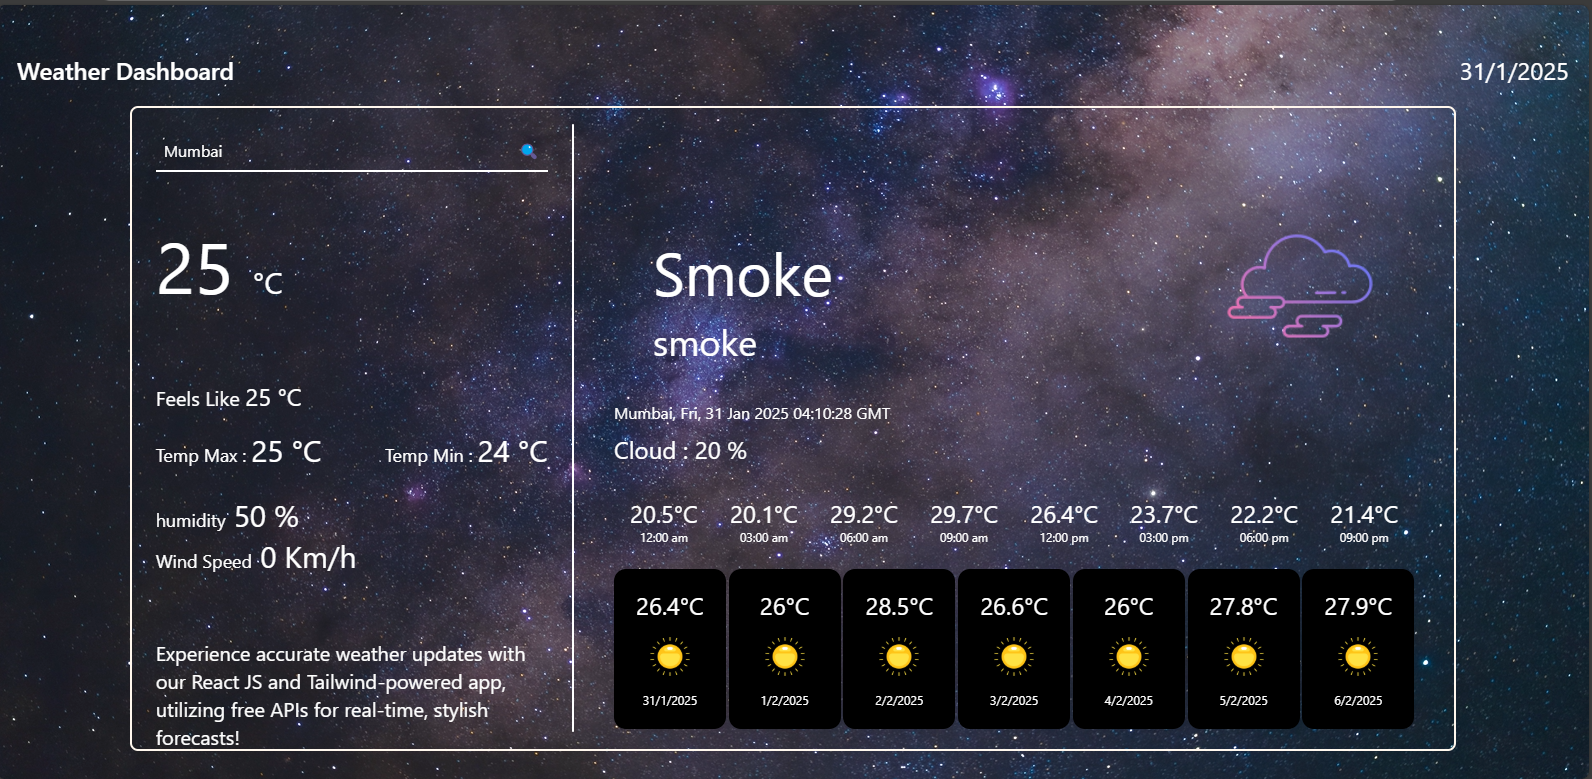 Weather Dashboard
31/1/2025
Mumbai
25 °C
Feels Like 25 °C
Temp Max : 25 °C Temp Min : 24 °C
humidity 50 %
Wind Speed 0 Km/h
Experience accurate weather updates with
our React JS and Tailwind-powered app,
utilizing free APIs for real-time, stylish
forecasts!
Smoke
smoke
Mumbai, Fri, 31 Jan 2025 04:10:28 GMT
Cloud : 20 %
20.5°C 20.1°C 29.2°C 29.7°C 26.4°C 23.7°C 22.2°C 21.4°C
12:00 am 03:00 am 06:00 am 09:00 am 12:00 pm 03:00 pm 06:00 pm 09:00 pm
26.4°C 26°C 28.5°C 26.6°C 26°C 27.8°C 27.9°C
31/1/2025 1/2/2025 2/2/2025 3/2/2025 4/2/2025 5/2/2025 6/2/2025